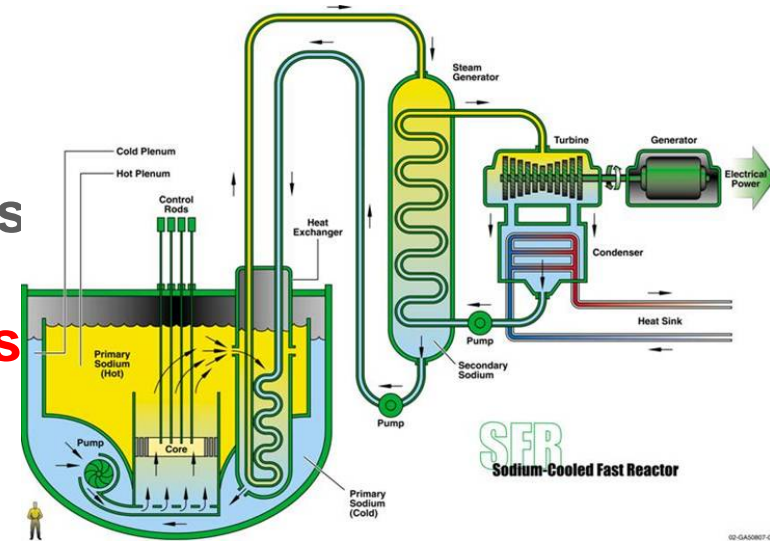 Steam
Generator
Turbine
Generator
Electrical
Power
Cold Plenum
Hot Plenum
Control
Rods
Heat
Exchanger
Condenser
s
s
Heat Sink
Primary
Sodium
(Hot)
Pump
Secondary
Sodium
Pump
Pump
Core
SFR
Sodium-Cooled Fast Reactor
Primary
Sodium
(Cold)